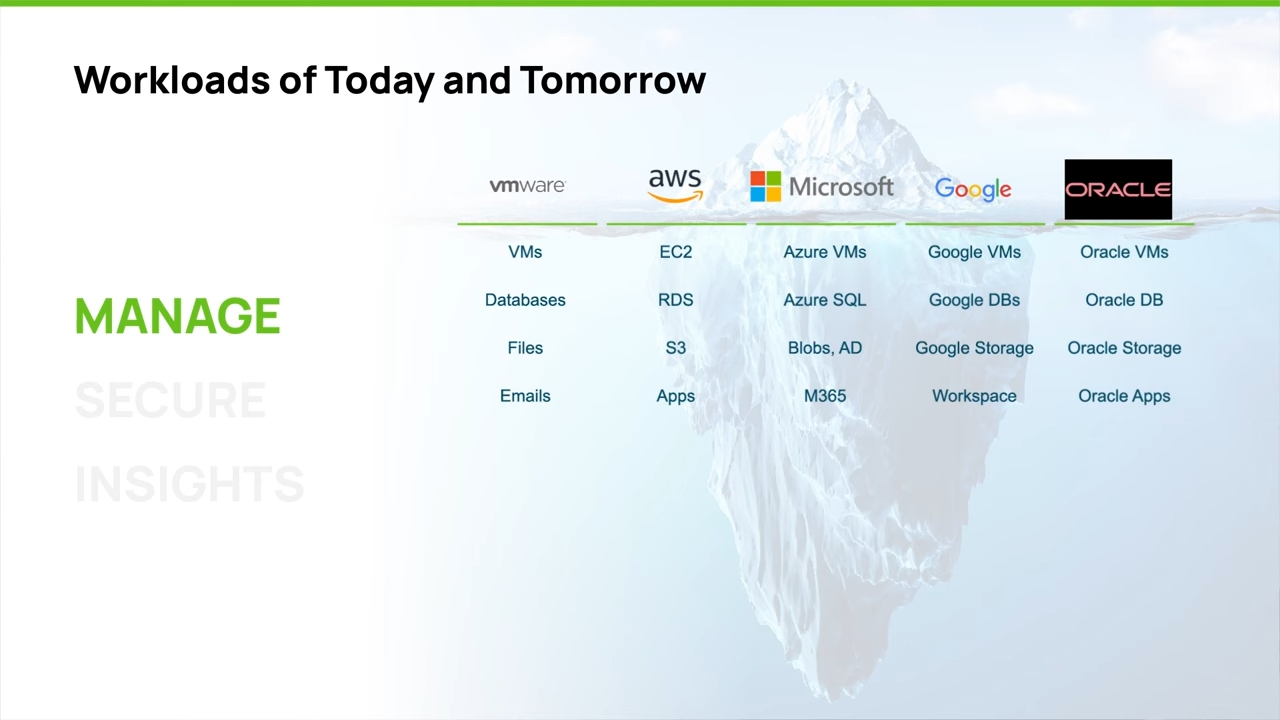 Workloads of Today and Tomorrow
vmware aws Microsoft Google ORACLE
VMs EC2 Azure VMs Google VMs Oracle VMs
Databases RDS Azure SQL Google DBs Oracle DB
Files S3 Blobs, AD Google Storage Oracle Storage
Emails Apps M365 Workspace Oracle Apps
MANAGE
SECURE
INSIGHTS